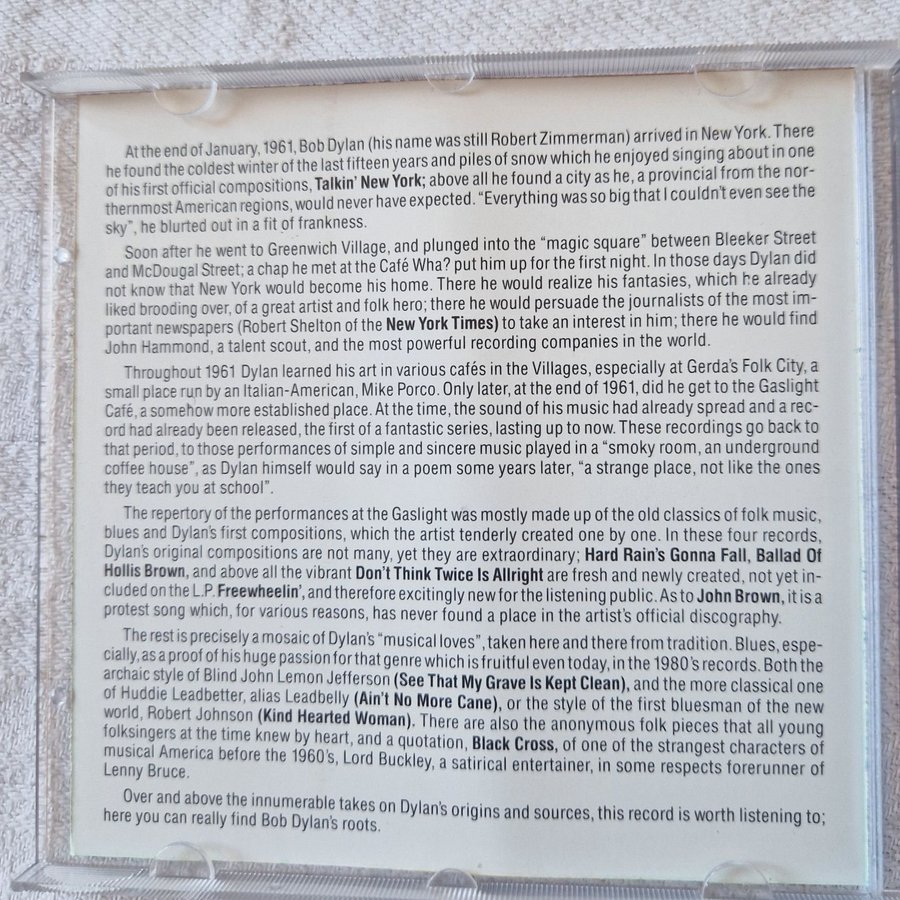 At the end of January, 1961, Bob Dylan (his name was still Robert Zimmerman) arrived in New York. There
he found the coldest winter of the last fifteen years and piles of snow which he enjoyed singing about in one
of his first official compositions, Talkin' New York; above all he found a city as he, a provincial from the nor-
thernmost American regions, would never have expected. "Everything was so big that I couldn't even see the
sky", he blurted out in a fit of frankness.
Soon after he went to Greenwich Village, and plunged into the "magic square" between Bleeker Street
and McDougal Street; a chap he met at the Café Wha? put him up for the first night. In those days Dylan did
not know that New York would become his home. There he would realize his fantasies, which he already
liked brooding over, of a great artist and folk hero; there he would persuade the journalists of the most im-
portant newspapers (Robert Shelton of the New York Times) to take an interest in him; there he would find
John Hammond, a talent scout, and the most powerful recording companies in the world.
Throughout 1961 Dylan learned his art in various cafés in the Villages, especially at Gerda's Folk City, a
small place run by an Italian-American, Mike Porco. Only later, at the end of 1961, did he get to the Gaslight
Café, a somehow more established place. At the time, the sound of his music had already spread and a rec-
ord had already been released, the first of a fantastic series, lasting up to now. These recordings go back to
that period, to those performances of simple and sincere music played in a "smoky room, an underground
coffee house", as Dylan himself would say in a poem some years later, "a strange place, not like the ones
they teach you at school".
The repertory of the performances at the Gaslight was mostly made up of the old classics of folk music,
blues and Dylan's first compositions, which the artist tenderly created one by one. In these four records,
Dylan's original compositions are not many, yet they are extraordinary; Hard Rain's Gonna Fall, Ballad Of
Hollis Brown, and above all the vibrant Don't Think Twice Is Allright are fresh and newly created, not yet in-
cluded on the L.P. Freewheelin', and therefore excitingly new for the listening public. As to John Brown, it is a
protest song which, for various reasons, has never found a place in the artist's official discography.
The rest is precisely a mosaic of Dylan's "musical loves", taken here and there from tradition. Blues, espe-
cially, as a proof of his huge passion for that genre which is fruitful even today, in the 1980's records. Both the
archaic style of Blind John Lemon Jefferson (See That My Grave Is Kept Clean), and the more classical one
of Huddie Leadbetter, alias Leadbelly (Ain't No More Cane), or the style of the first bluesman of the new
world, Robert Johnson (Kind Hearted Woman). There are also the anonymous folk pieces that all young
folksingers at the time knew by heart, and a quotation, Black Cross, of one of the strangest characters of
musical America before the 1960's, Lord Buckley, a satirical entertainer, in some respects forerunner of
Lenny Bruce.
Over and above the innumerable takes on Dylan's origins and sources, this record is worth listening to;
here you can really find Bob Dylan's roots.